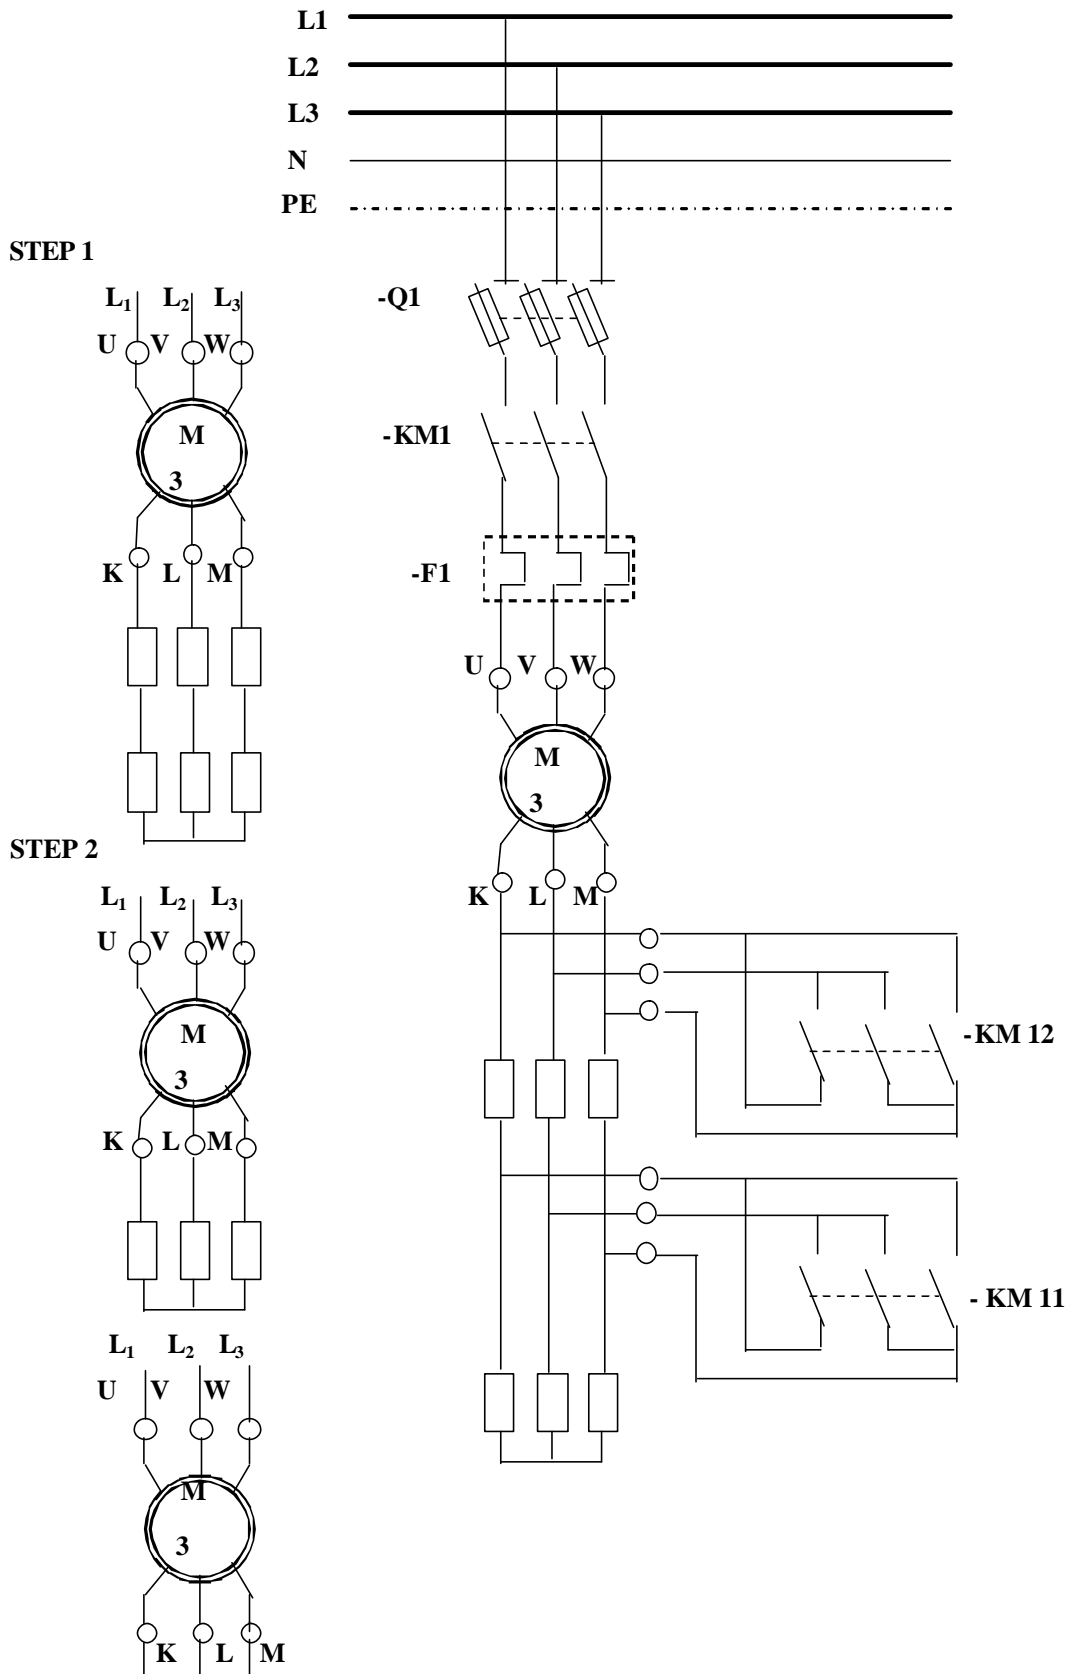 L1
L2
L3
N
PE
STEP 1
L₁ L₂ L₃
U V W
M
3
K L M
-Q1
-KM1
-F1
U V W
M
3
K L M
-KM 12
- KM 11
STEP 2
L₁ L₂ L₃
U V W
M
3
K L M
L₁ L₂ L₃
U V W
M
3
K L M